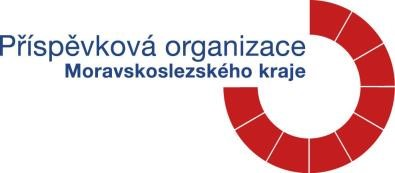 Příspěvková organizace
Moravskoslezského kraje